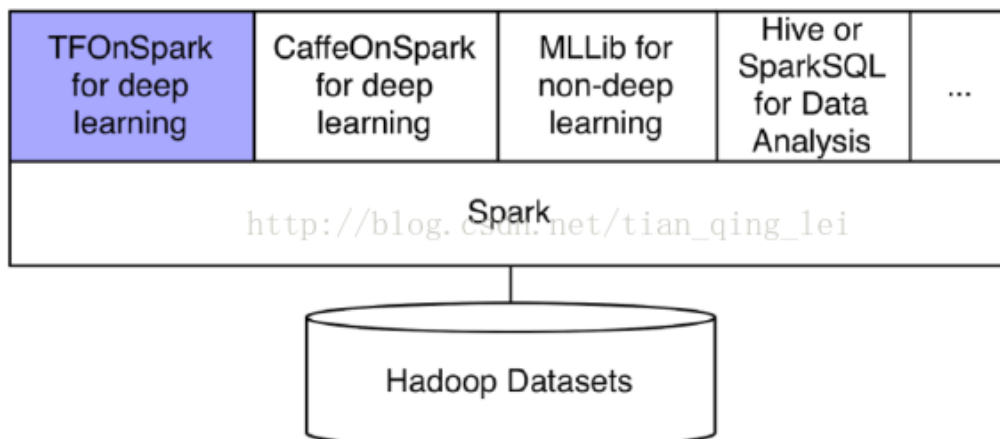 TFOnSpark
for deep
learning
CaffeOnSpark
for deep
learning
MLLib for
non-deep
learning
Hive or
SparkSQL
for Data
Analysis
...
Spark
http://blog.csdn.net/tian_qing_lei
Hadoop Datasets